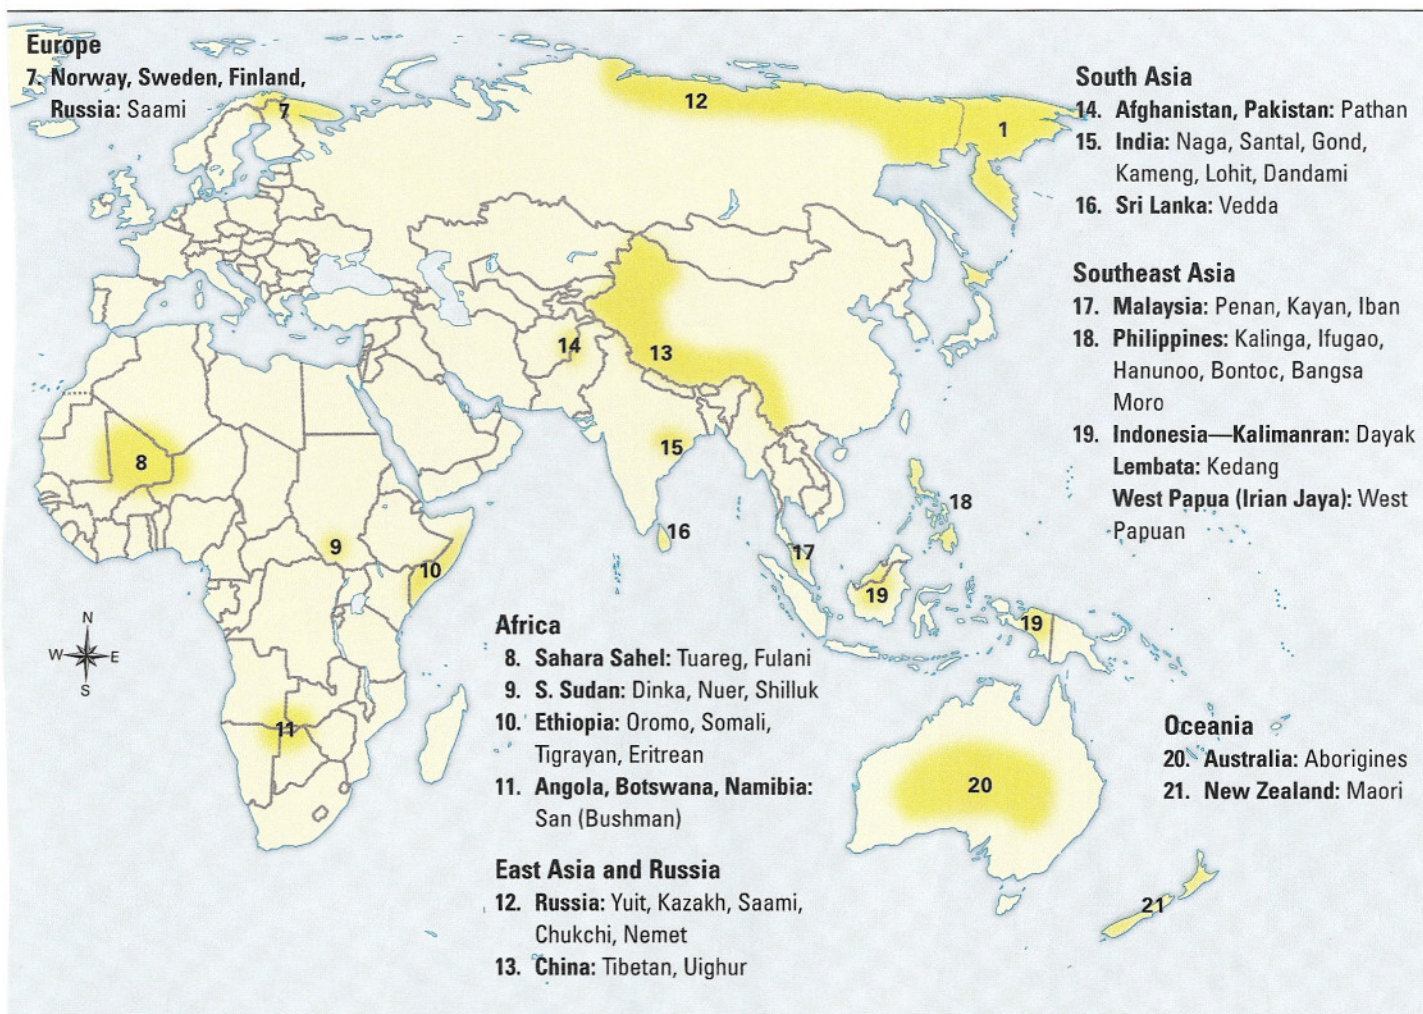 Europe
7. Norway, Sweden, Finland,
Russia: Saami
7
12
1
South Asia
14. Afghanistan, Pakistan: Pathan
15. India: Naga, Santal, Gond,
Kameng, Lohit, Dandami
16. Sri Lanka: Vedda
Southeast Asia
17. Malaysia: Penan, Kayan, Iban
18. Philippines: Kalinga, Ifugao,
Hanunoo, Bontoc, Bangsa
Moro
19. Indonesia—Kalimanran: Dayak
Lembata: Kedang
West Papua (Irian Jaya): West
Papuan
14
13
8
15
9
10
16
18
17
19
19
11
20
21
N
W E
S
Africa
8. Sahara Sahel: Tuareg, Fulani
9. S. Sudan: Dinka, Nuer, Shilluk
10. Ethiopia: Oromo, Somali,
Tigrayan, Eritrean
11. Angola, Botswana, Namibia:
San (Bushman)
East Asia and Russia
12. Russia: Yuit, Kazakh, Saami,
Chukchi, Nemet
13. China: Tibetan, Uighur
Oceania
20. Australia: Aborigines
21. New Zealand: Maori